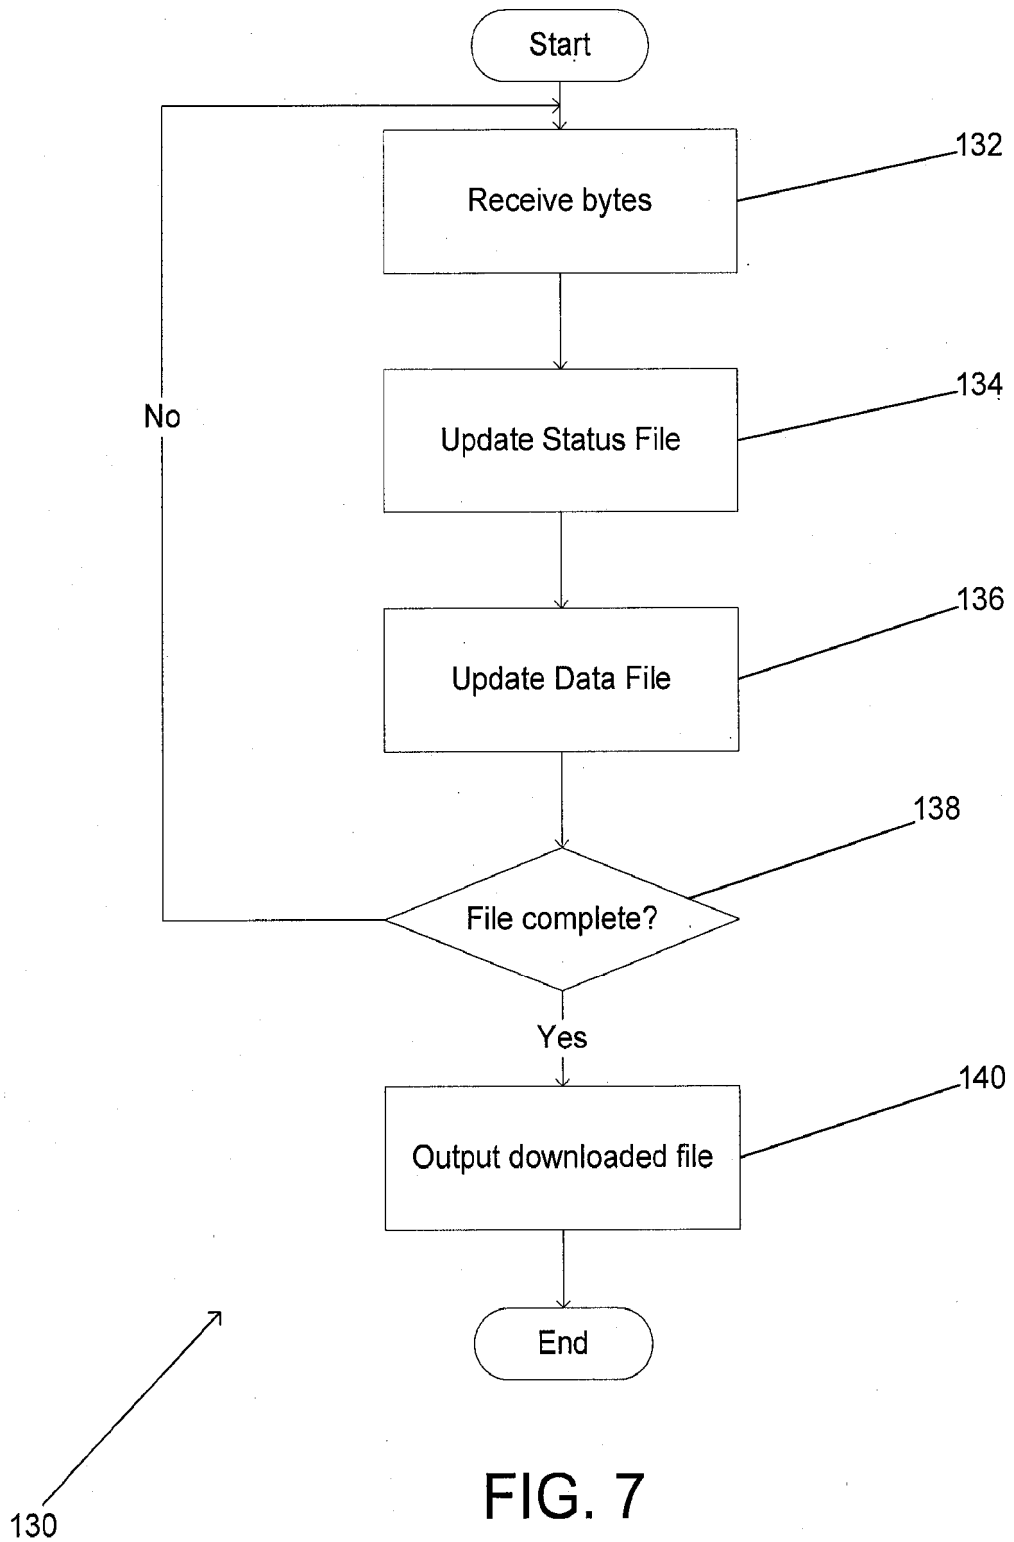 Start
132
Receive bytes
134
No
Update Status File
136
Update Data File
138
File complete?
Yes
140
Output downloaded file
End
FIG. 7
130